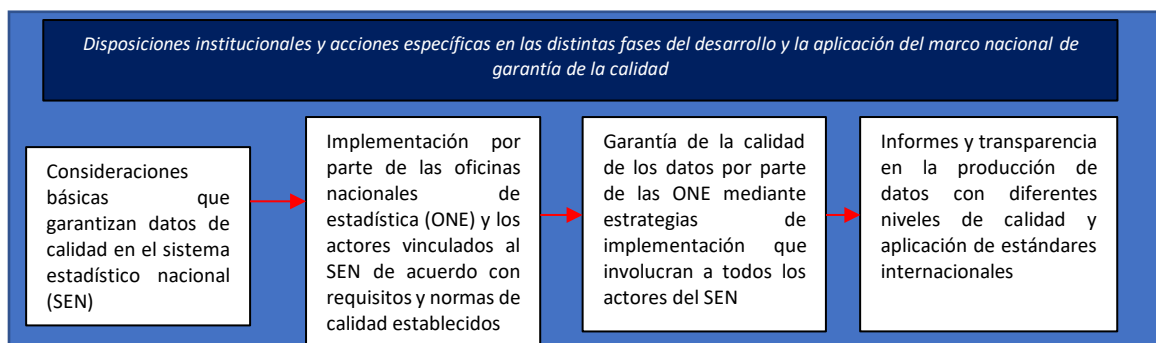 Disposiciones institucionales y acciones específicas en las distintas fases del desarrollo y la aplicación del marco nacional de
garantía de la calidad
Consideraciones
básicas que
garantizan datos de
calidad en el sistema
estadístico nacional
(SEN)
Implementación por
parte de las oficinas
nacionales de
estadística (ONE) y los
actores vinculados al
SEN de acuerdo con
requisitos y normas de
calidad establecidos
Garantía de la calidad
de los datos por parte
de las ONE mediante
estrategias de
implementación que
involucran a todos los
actores del SEN
Informes y transparencia
en la producción de
datos con diferentes
niveles de calidad y
aplicación de estándares
internacionales